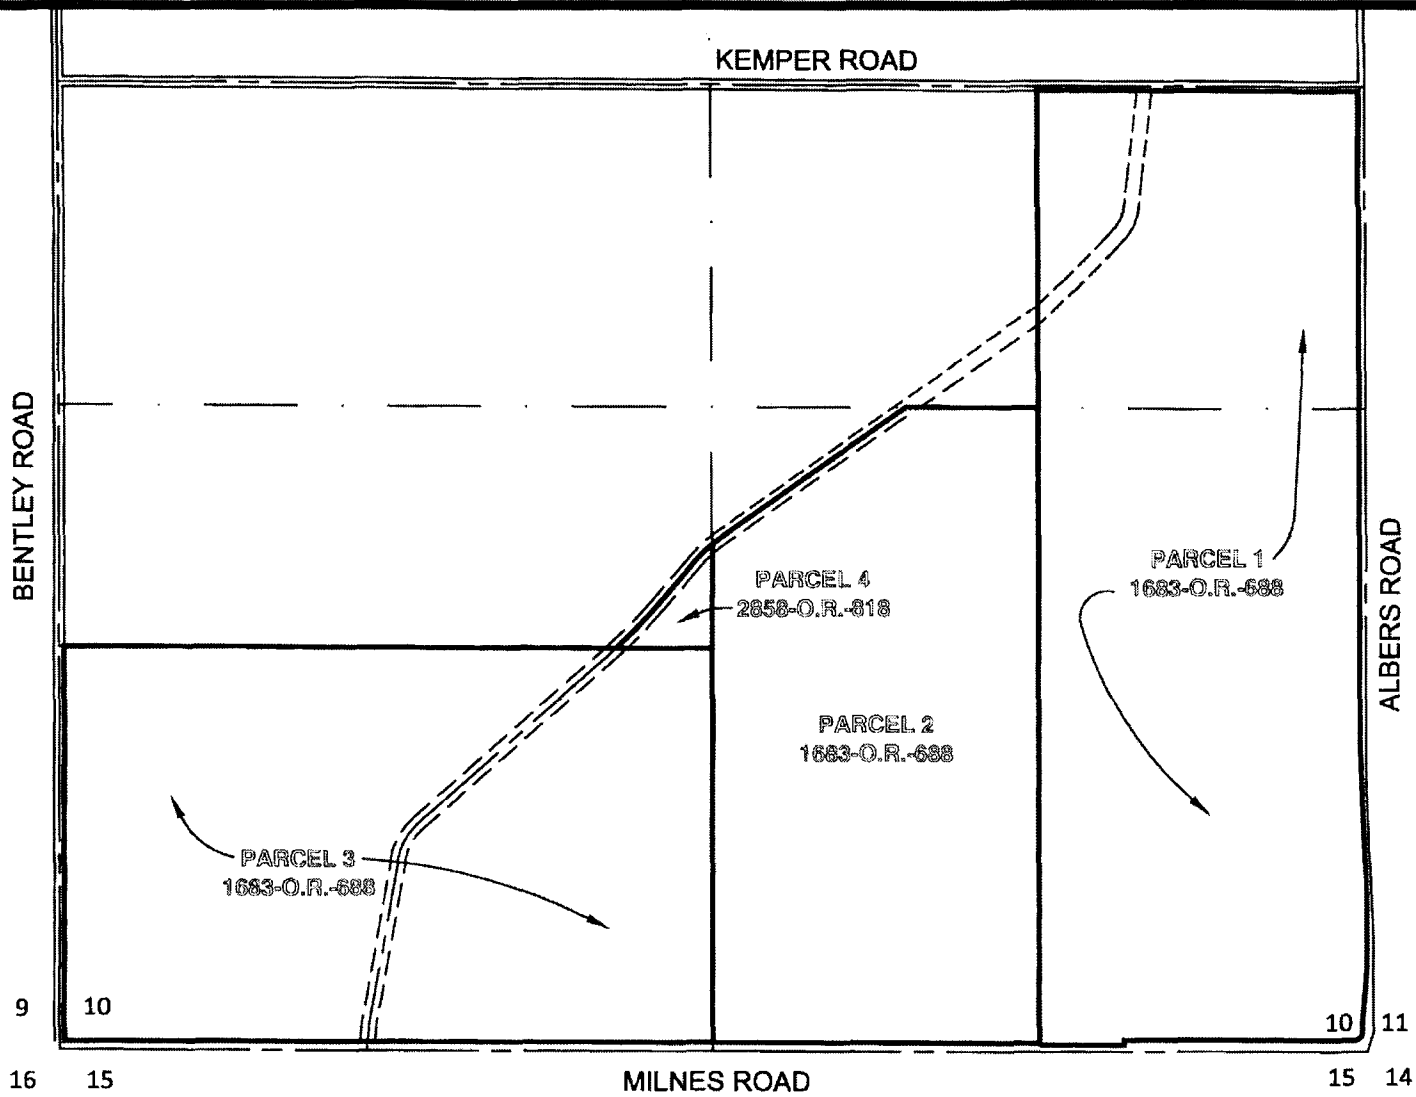 KEMPER ROAD
BENTLEY ROAD
ALBERS ROAD
PARCEL 1
1683-O.R.-688
PARCEL 4
2858-O.R.-818
PARCEL 2
1683-O.R.-688
PARCEL 3
1683-O.R.-688
9 10
10 11
16 15
MILNES ROAD
15 14